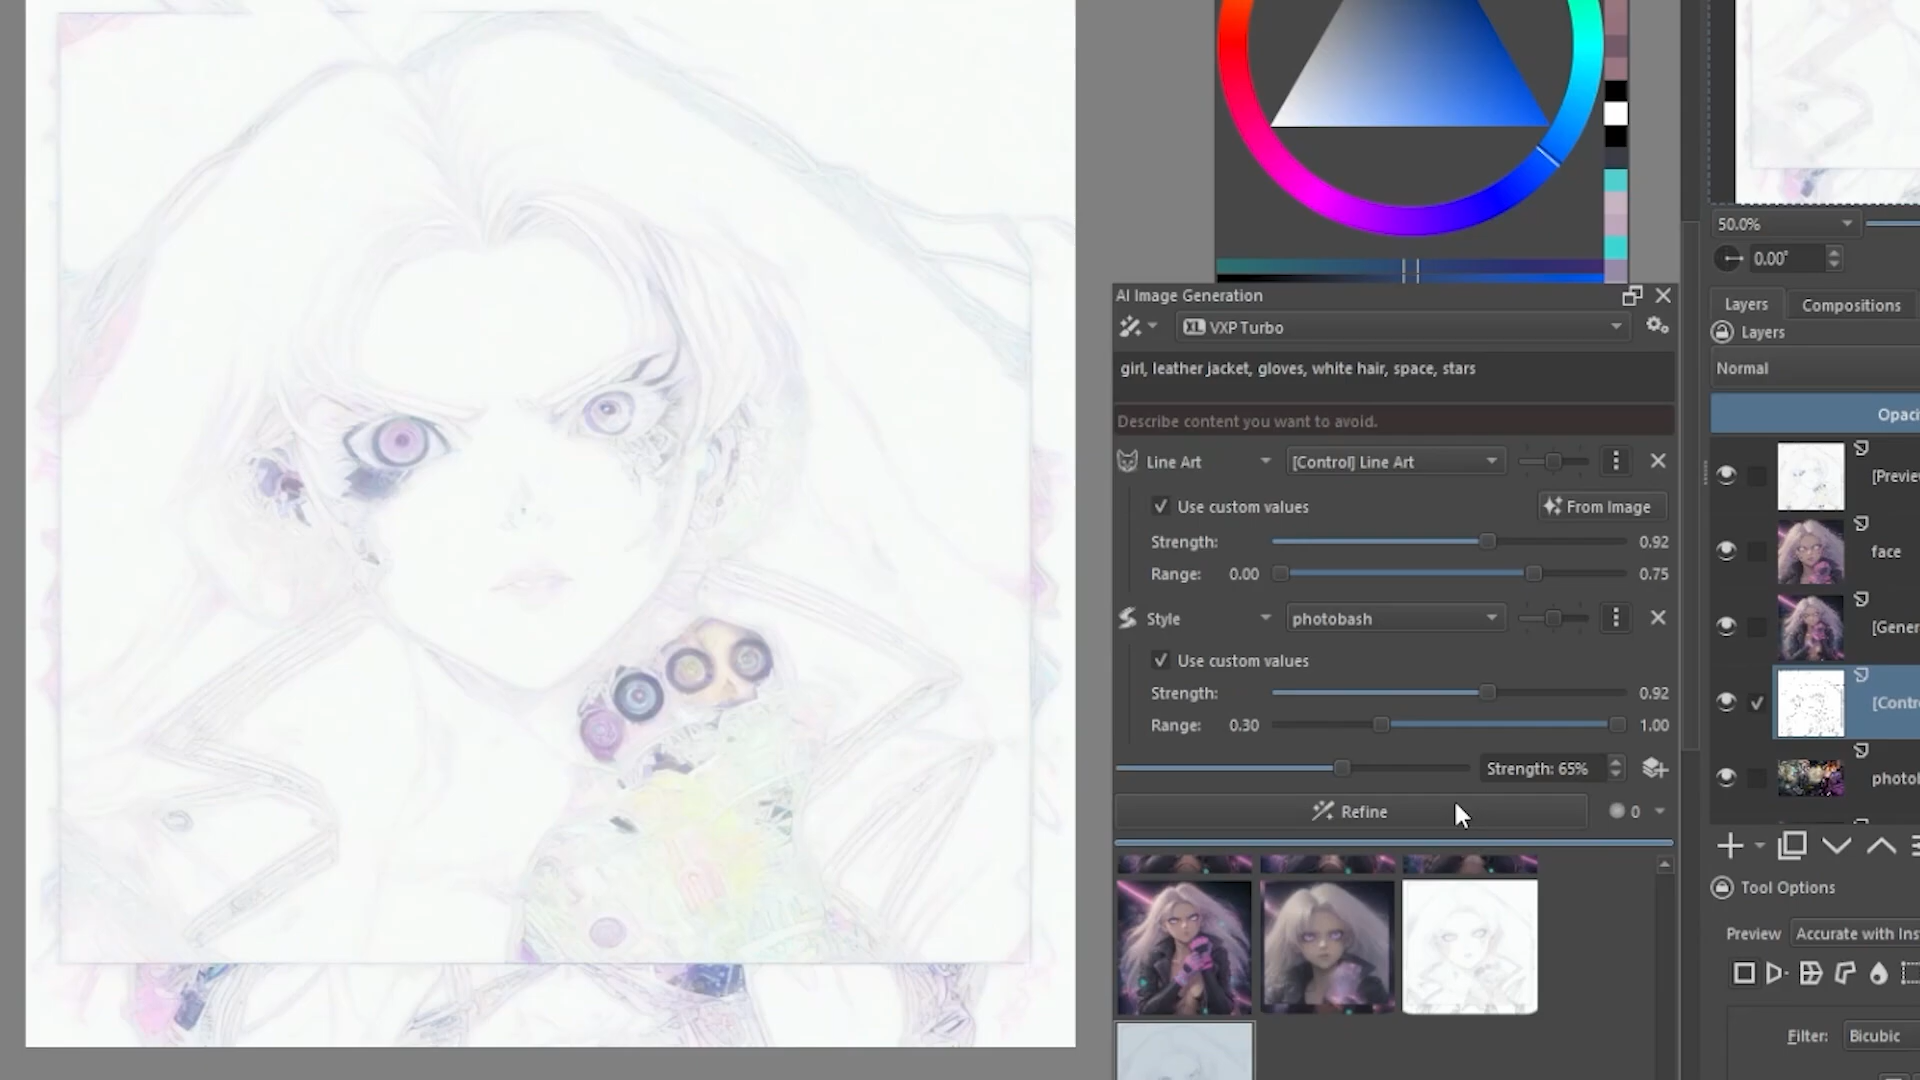 50.0%
0.00°
AI Image Generation
XL VXP Turbo
girl, leather jacket, gloves, white hair, space, stars
Describe content you want to avoid.
Line Art
[Control] Line Art
Use custom values
From Image
Strength:
0.92
Range:
0.00
0.75
Style
photobash
Use custom values
Strength:
0.92
Range:
0.30
1.00
Strength: 65%
Refine
0
Layers
Compositions
Layers
Normal
Opaci
[Previe
face
[Gener
[Contro
photol
Tool Options
Preview
Accurate with Ins
Filter:
Bicubic